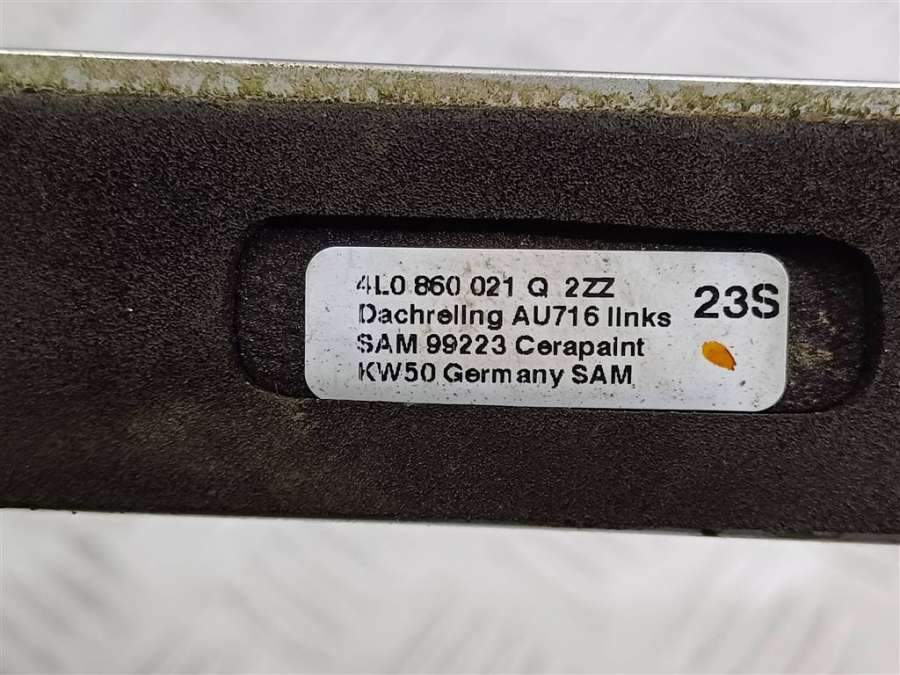 4L0 860 021 Q 2ZZ
Dachreling AU716 links
SAM 99223 Cerapaint
KW50 Germany SAM
23S